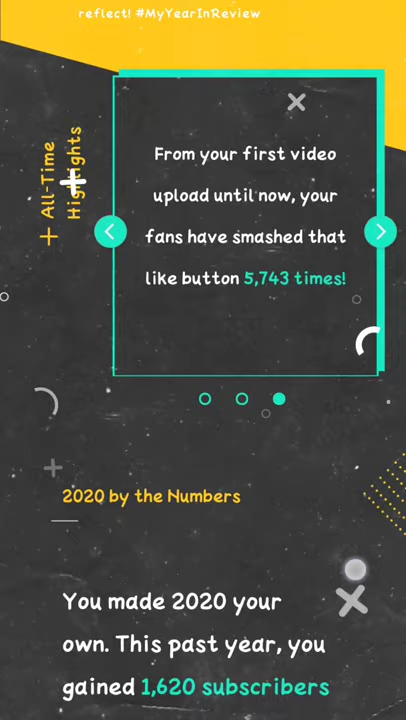 reflect! #MyYearInReview
All-Time
Highlights
From your first video
upload until now, your
fans have smashed that
like button 5,743 times!
2020 by the Numbers
You made 2020 your
own. This past year, you
gained 1,620 subscribers